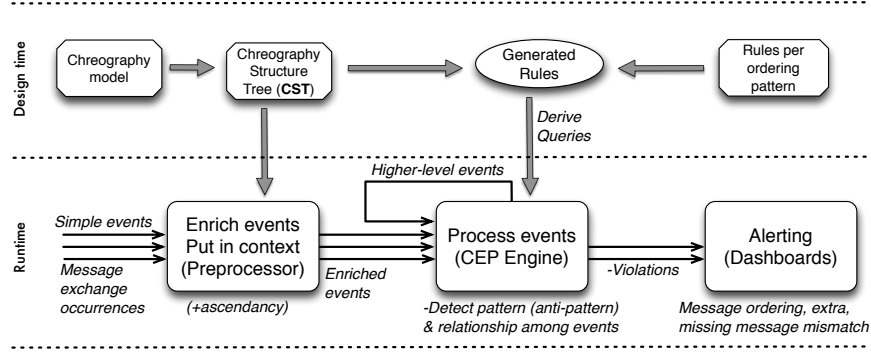 Design time
Chreography
model
Chreography
Structure
Tree (CST)
Generated
Rules
Rules per
ordering
pattern
Derive
Queries
Runtime
Higher-level events
Simple events
Message
exchange
occurrences
Enrich events
Put in context
(Preprocessor)
(+ascendancy)
Enriched
events
Process events
(CEP Engine)
-Detect pattern (anti-pattern)
& relationship among events
-Violations
Alerting
(Dashboards)
Message ordering, extra,
missing message mismatch